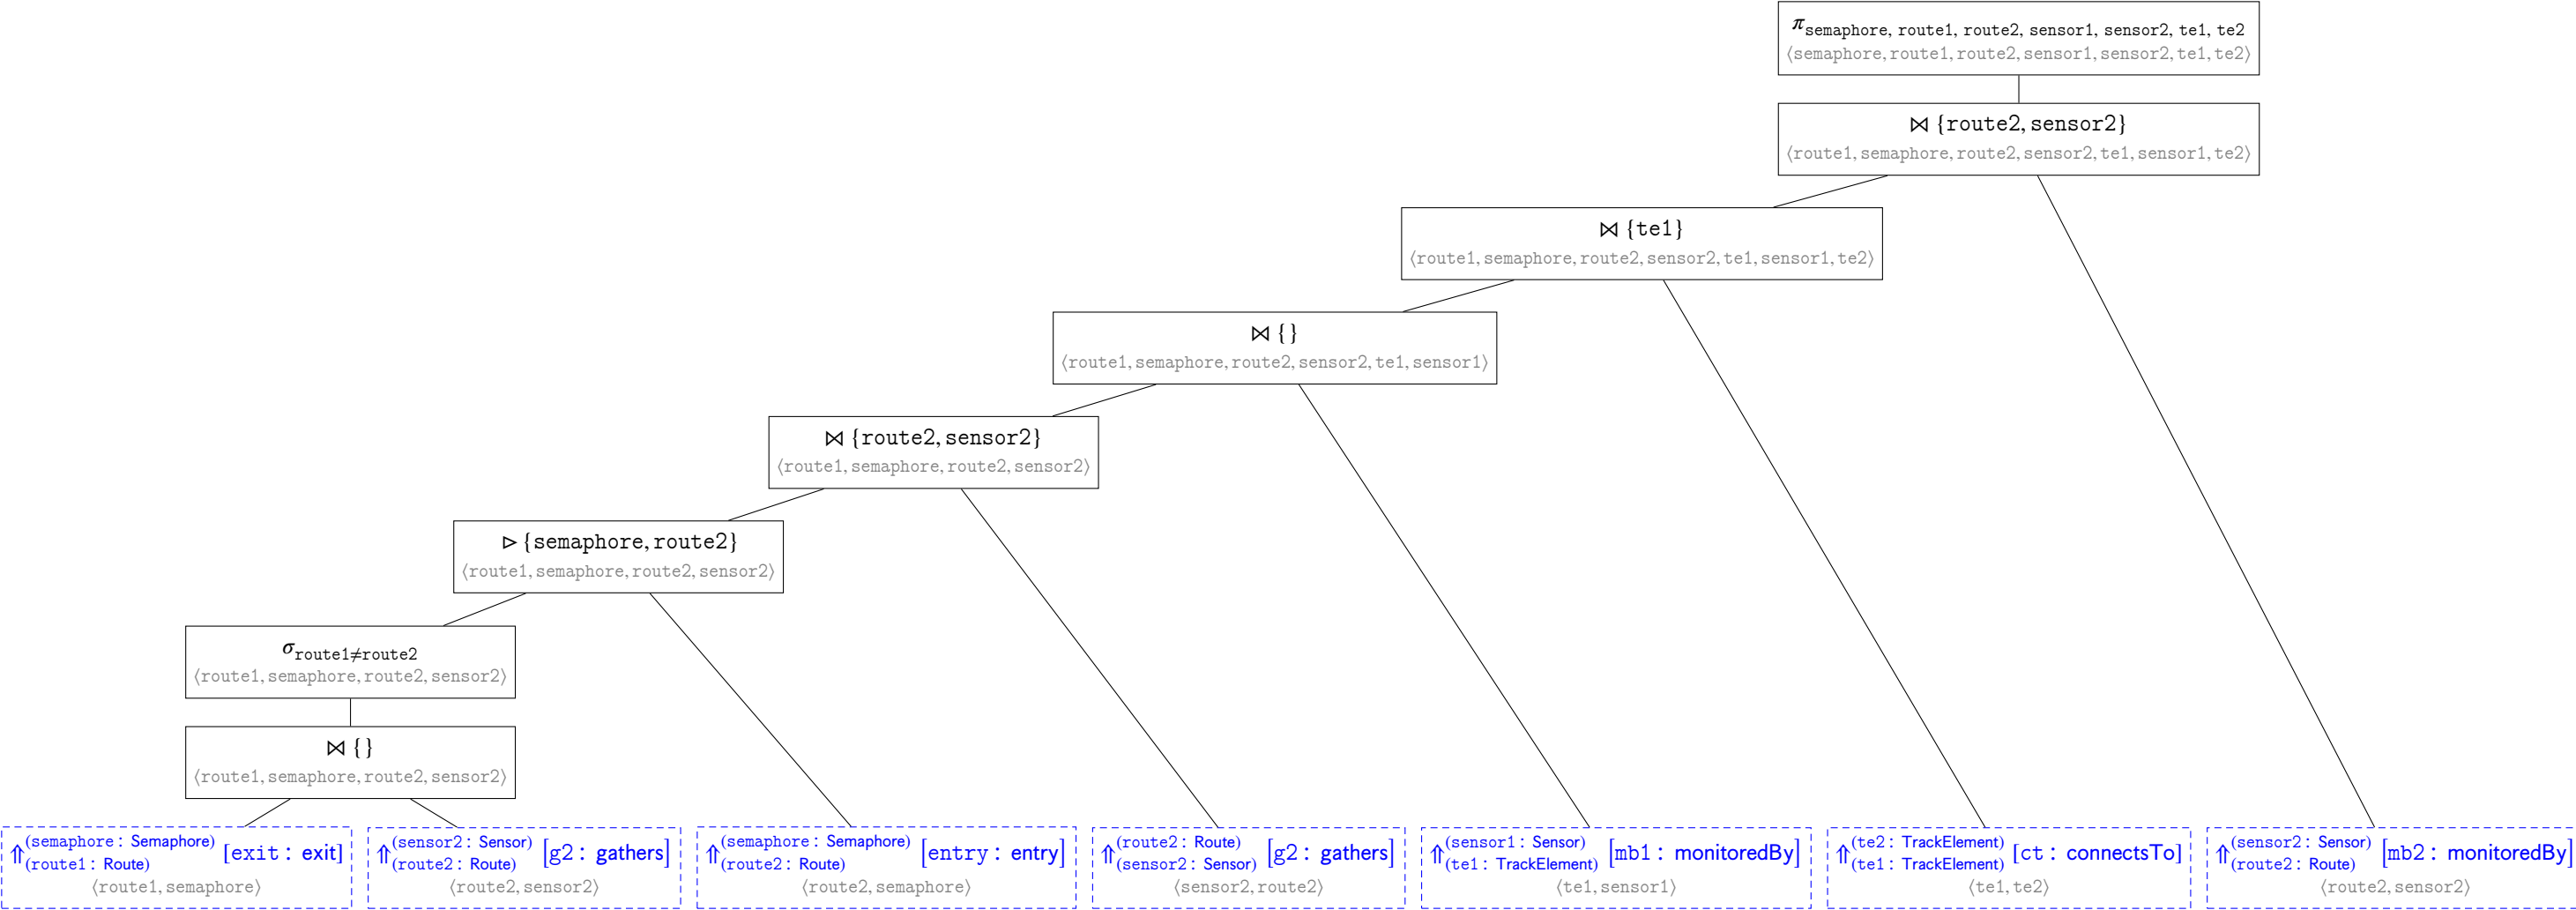 π semaphore, route1, route2, sensor1, sensor2, te1, te2
⟨semaphore, route1, route2, sensor1, sensor2, te1, te2⟩
⋈ {route2, sensor2}
⟨route1, semaphore, route2, sensor2, te1, sensor1, te2⟩
⋈ {te1}
⟨route1, semaphore, route2, sensor2, te1, sensor1, te2⟩
⋈ {}
⟨route1, semaphore, route2, sensor2, te1, sensor1⟩
⋈ {route2, sensor2}
⟨route1, semaphore, route2, sensor2⟩
▷ {semaphore, route2}
⟨route1, semaphore, route2, sensor2⟩
σ route1≠route2
⟨route1, semaphore, route2, sensor2⟩
⋈ {}
⟨route1, semaphore, route2, sensor2⟩
⇑ (semaphore: Semaphore) (route1: Route) [exit: exit]
⟨route1, semaphore⟩
⇑ (sensor2: Sensor) (route2: Route) [g2: gathers]
⟨route2, sensor2⟩
⇑ (semaphore: Semaphore) (route2: Route) [entry: entry]
⟨route2, semaphore⟩
⇑ (route2: Route) (sensor2: Sensor) [g2: gathers]
⟨sensor2, route2⟩
⇑ (sensor1: Sensor) (te1: TrackElement) [mb1: monitoredBy]
⟨te1, sensor1⟩
⇑ (te2: TrackElement) (te1: TrackElement) [ct: connectsTo]
⟨te1, te2⟩
⇑ (sensor2: Sensor) (route2: Route) [mb2: monitoredBy]
⟨route2, sensor2⟩